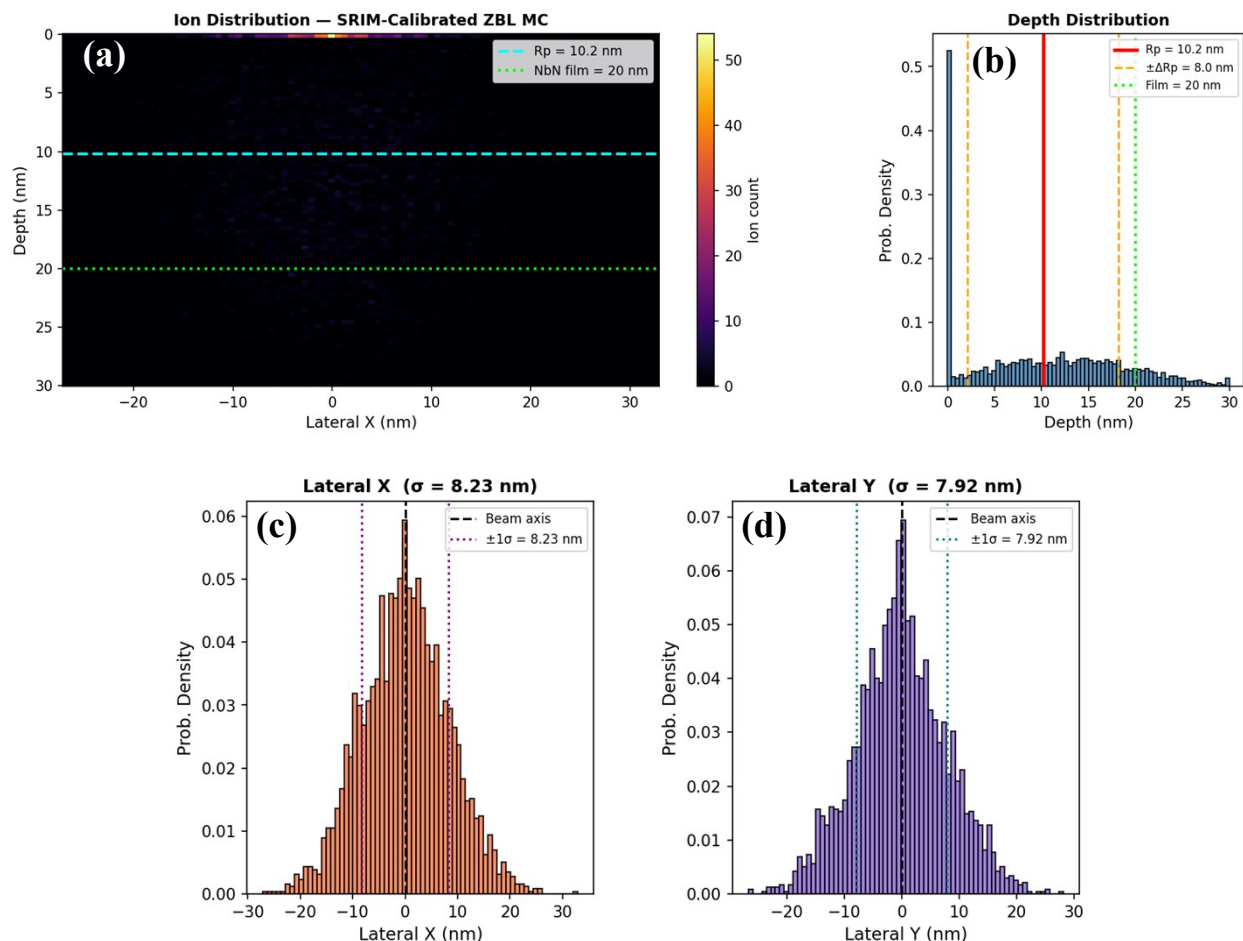 Ion Distribution — SRIM-Calibrated ZBL MC
(a)
Rp = 10.2 nm
NbN film = 20 nm
0
5
10
15
20
25
30
Depth (nm)
−20
−10
0
10
20
30
Lateral X (nm)
50
40
30
20
10
0
Ion count
Depth Distribution
(b)
Rp = 10.2 nm
±ΔRp = 8.0 nm
Film = 20 nm
0.5
0.4
0.3
0.2
0.1
0.0
Prob. Density
0
5
10
15
20
25
30
Depth (nm)
Lateral X (σ = 8.23 nm)
(c)
Beam axis
±1σ = 8.23 nm
0.06
0.05
0.04
0.03
0.02
0.01
0.00
Prob. Density
−30
−20
−10
0
10
20
30
Lateral X (nm)
Lateral Y (σ = 7.92 nm)
(d)
Beam axis
±1σ = 7.92 nm
0.07
0.06
0.05
0.04
0.03
0.02
0.01
0.00
Prob. Density
−20
−10
0
10
20
30
Lateral Y (nm)